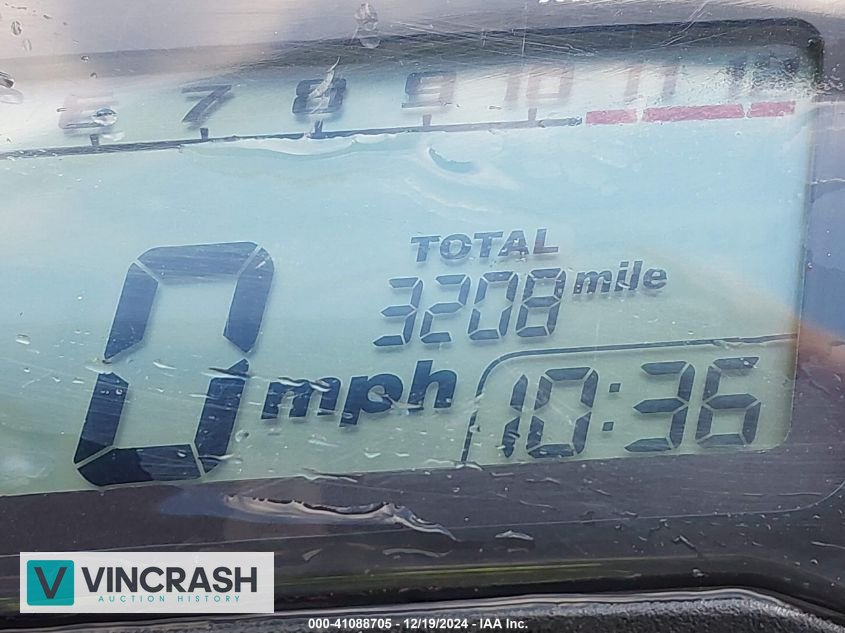 6 7 8 9 10 11
TOTAL
3208 mile
0 mph 10:36
VINCRASH
AUCTION HISTORY
000-41088705 - 12/19/2024 - IAA Inc.